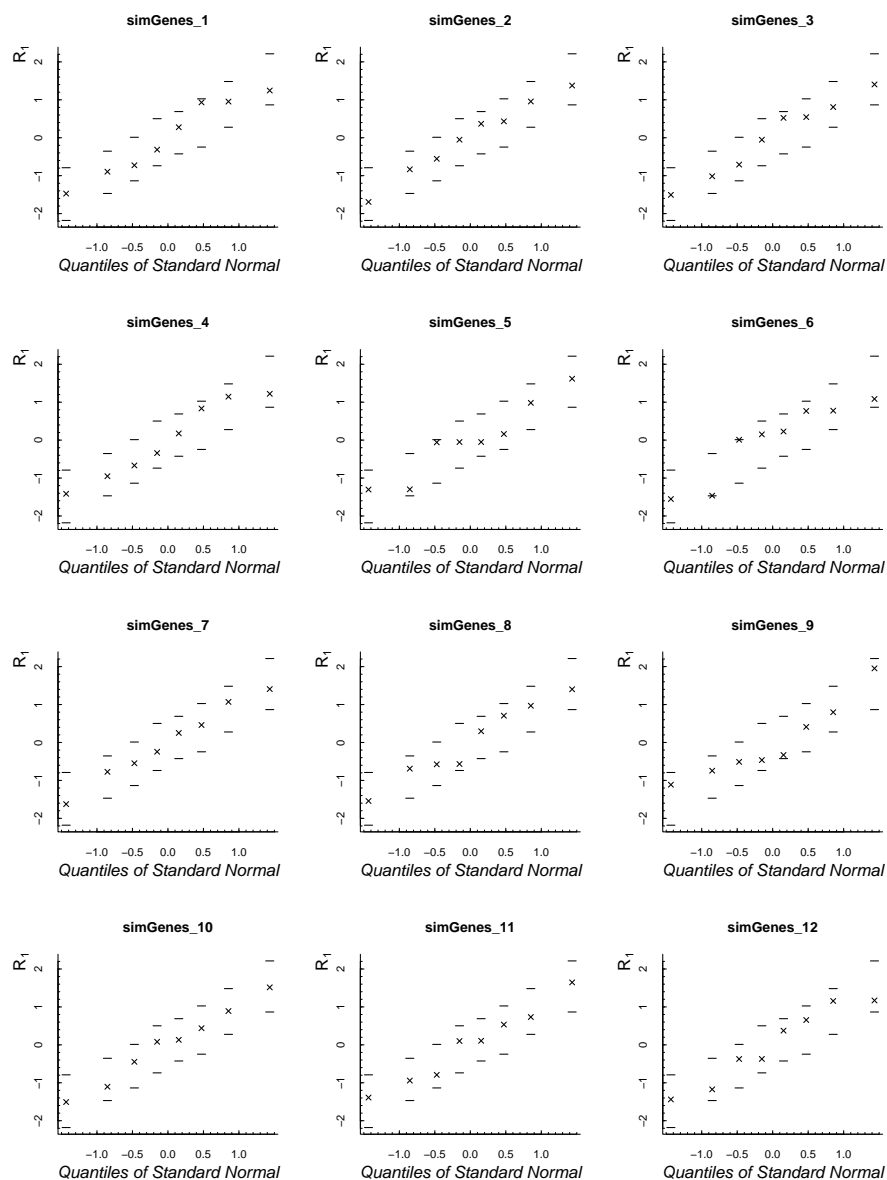 simGenes_1 simGenes_2 simGenes_3
R1 R1 R1
2 2 2
1 1 1
0 0 0
−1 −1 −1
−2 −2 −2
−1.0 −0.5 0.0 0.5 1.0 −1.0 −0.5 0.0 0.5 1.0 −1.0 −0.5 0.0 0.5 1.0
Quantiles of Standard Normal Quantiles of Standard Normal Quantiles of Standard Normal
simGenes_4 simGenes_5 simGenes_6
R1 R1 R1
2 2 2
1 1 1
0 0 0
−1 −1 −1
−2 −2 −2
−1.0 −0.5 0.0 0.5 1.0 −1.0 −0.5 0.0 0.5 1.0 −1.0 −0.5 0.0 0.5 1.0
Quantiles of Standard Normal Quantiles of Standard Normal Quantiles of Standard Normal
simGenes_7 simGenes_8 simGenes_9
R1 R1 R1
2 2 2
1 1 1
0 0 0
−1 −1 −1
−2 −2 −2
−1.0 −0.5 0.0 0.5 1.0 −1.0 −0.5 0.0 0.5 1.0 −1.0 −0.5 0.0 0.5 1.0
Quantiles of Standard Normal Quantiles of Standard Normal Quantiles of Standard Normal
simGenes_10 simGenes_11 simGenes_12
R1 R1 R1
2 2 2
1 1 1
0 0 0
−1 −1 −1
−2 −2 −2
−1.0 −0.5 0.0 0.5 1.0 −1.0 −0.5 0.0 0.5 1.0 −1.0 −0.5 0.0 0.5 1.0
Quantiles of Standard Normal Quantiles of Standard Normal Quantiles of Standard Normal